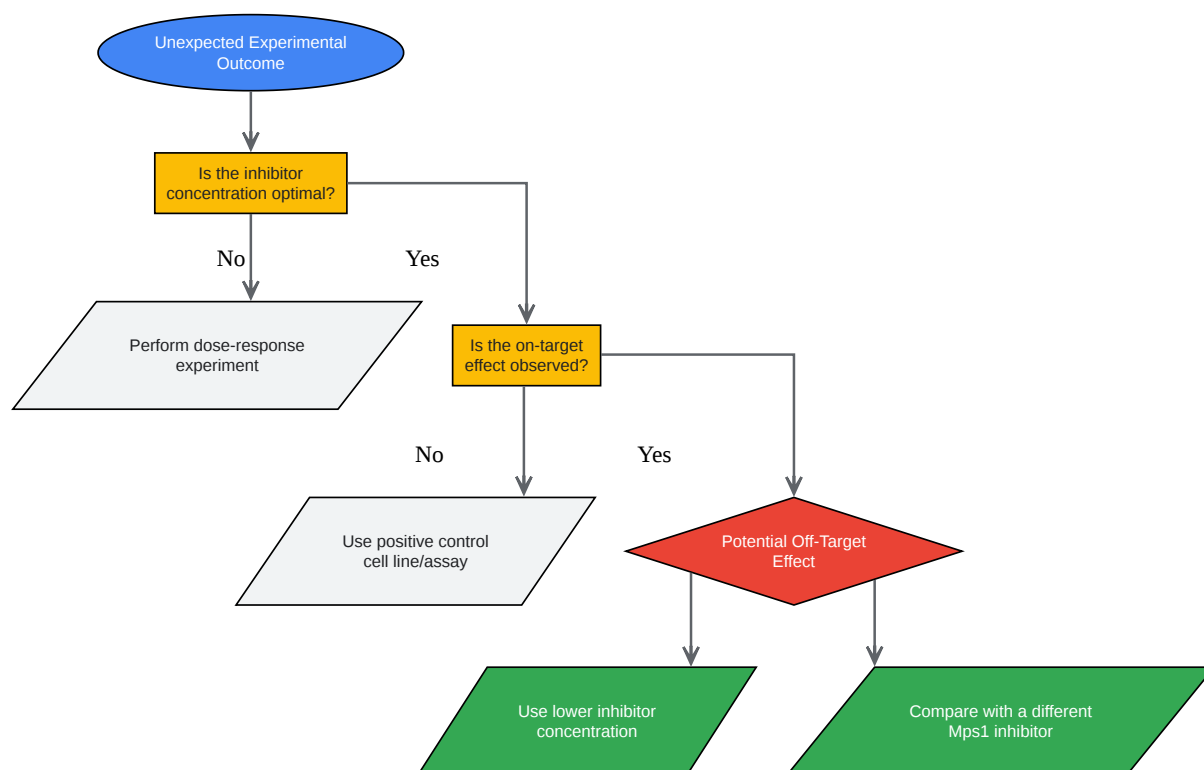 Unexpected Experimental
Outcome
Is the inhibitor
concentration optimal?
No
Yes
Perform dose-response
experiment
Is the on-target
effect observed?
No
Yes
Use positive control
cell line/assay
Potential Off-Target
Effect
Use lower inhibitor
concentration
Compare with a different
Mps1 inhibitor